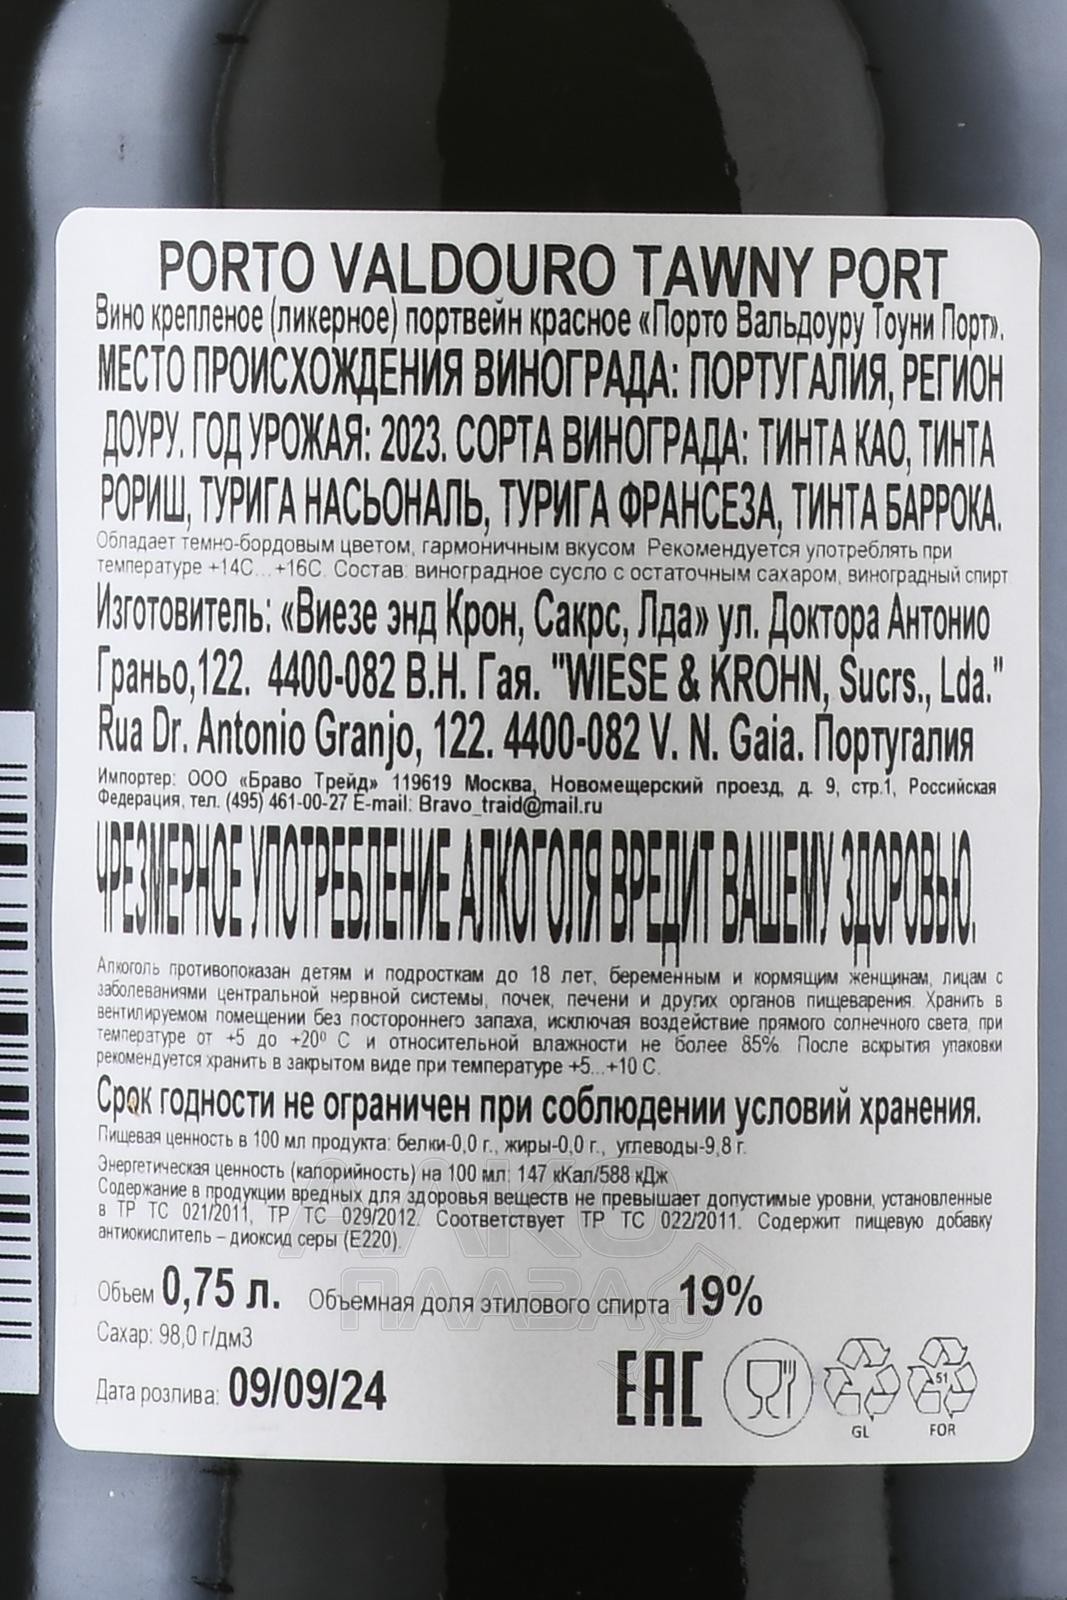 PORTO VALDOURO TAWNY PORT
Вино крепленое (ликерное) портвейн красное «Порто Вальдоуру Тоуни Порт».
МЕСТО ПРОИСХОЖДЕНИЯ ВИНОГРАДА: ПОРТУГАЛИЯ, РЕГИОН
ДОУРУ. ГОД УРОЖАЯ: 2023. СОРТА ВИНОГРАДА: ТИНТА КАО, ТИНТА
РОРИШ, ТУРИГА НАСЬОНАЛЬ, ТУРИГА ФРАНСЕЗА, ТИНТА БАРРОКА.
Обладает темно-бордовым цветом, гармоничным вкусом. Рекомендуется употреблять при
температуре +14С...+16С. Состав: виноградное сусло с остаточным сахаром, виноградный спирт
Изготовитель: «Виезе энд Крон, Сакрс, Лда» ул. Доктора Антонио
Граньо,122. 4400-082 В.Н. Гая. "WIESE & KROHN, Sucrs., Lda."
Rua Dr. Antonio Granjo, 122. 4400-082 V. N. Gaia. Португалия
Импортер: ООО «Браво Трейд» 119619 Москва, Новомещерский проезд, д. 9, стр.1, Российская
Федерация, тел. (495) 461-00-27 E-mail: Bravo_traid@mail.ru
ЧРЕЗМЕРНОЕ УПОТРЕБЛЕНИЕ АЛКОГОЛЯ ВРЕДИТ ВАШЕМУ ЗДОРОВЬЮ.
Алкоголь противопоказан детям и подросткам до 18 лет, беременным и кормящим женщинам, лицам с
заболеваниями центральной нервной системы, почек, печени и других органов пищеварения. Хранить в
вентилируемом помещении без постороннего запаха, исключая воздействие прямого солнечного света, при
температуре от +5 до +20⁰ С и относительной влажности не более 85%. После вскрытия упаковки
рекомендуется хранить в закрытом виде при температуре +5...+10 С.
Срок годности не ограничен при соблюдении условий хранения.
Пищевая ценность в 100 мл продукта: белки-0,0 г., жиры-0,0 г., углеводы-9,8 г.
Энергетическая ценность (калорийность) на 100 мл: 147 кКал/588 кДж
Содержание в продукции вредных для здоровья веществ не превышает допустимые уровни, установленные
в ТР ТС 021/2011, ТР ТС 029/2012. Соответствует ТР ТС 022/2011. Содержит пищевую добавку
антиокислитель – диоксид серы (Е220).
Объем 0,75 л. Объемная доля этилового спирта 19%
Сахар: 98,0 г/дм3
Дата розлива: 09/09/24
EAC
51
GL FOR
АЛКО
ПЛАЗА
.ru